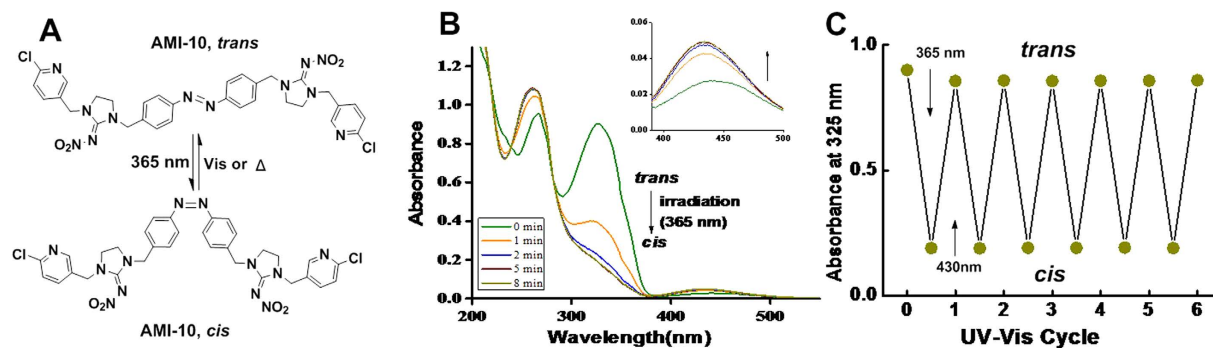 A
AMI-10, trans
Cl
N
N
N
N-NO₂
N
O₂N-N
N=N
N
N-NO₂
N
N
Cl
365 nm
Vis or Δ
N=N
Cl
N
N
N
N
NO₂
N
N
N
N
NO₂
N
Cl
AMI-10, cis
B
Absorbance
1.2
1.0
0.8
0.6
0.4
0.2
0.0
200 300 400 500
Wavelength(nm)
0.06
0.04
0.02
0.00
400 450 500
trans
irradiation
(365 nm)
cis
0 min
1 min
2 min
5 min
8 min
C
Absorbance at 325 nm
1.0
0.5
0.0
365 nm
trans
430nm
cis
0 1 2 3 4 5 6
UV-Vis Cycle